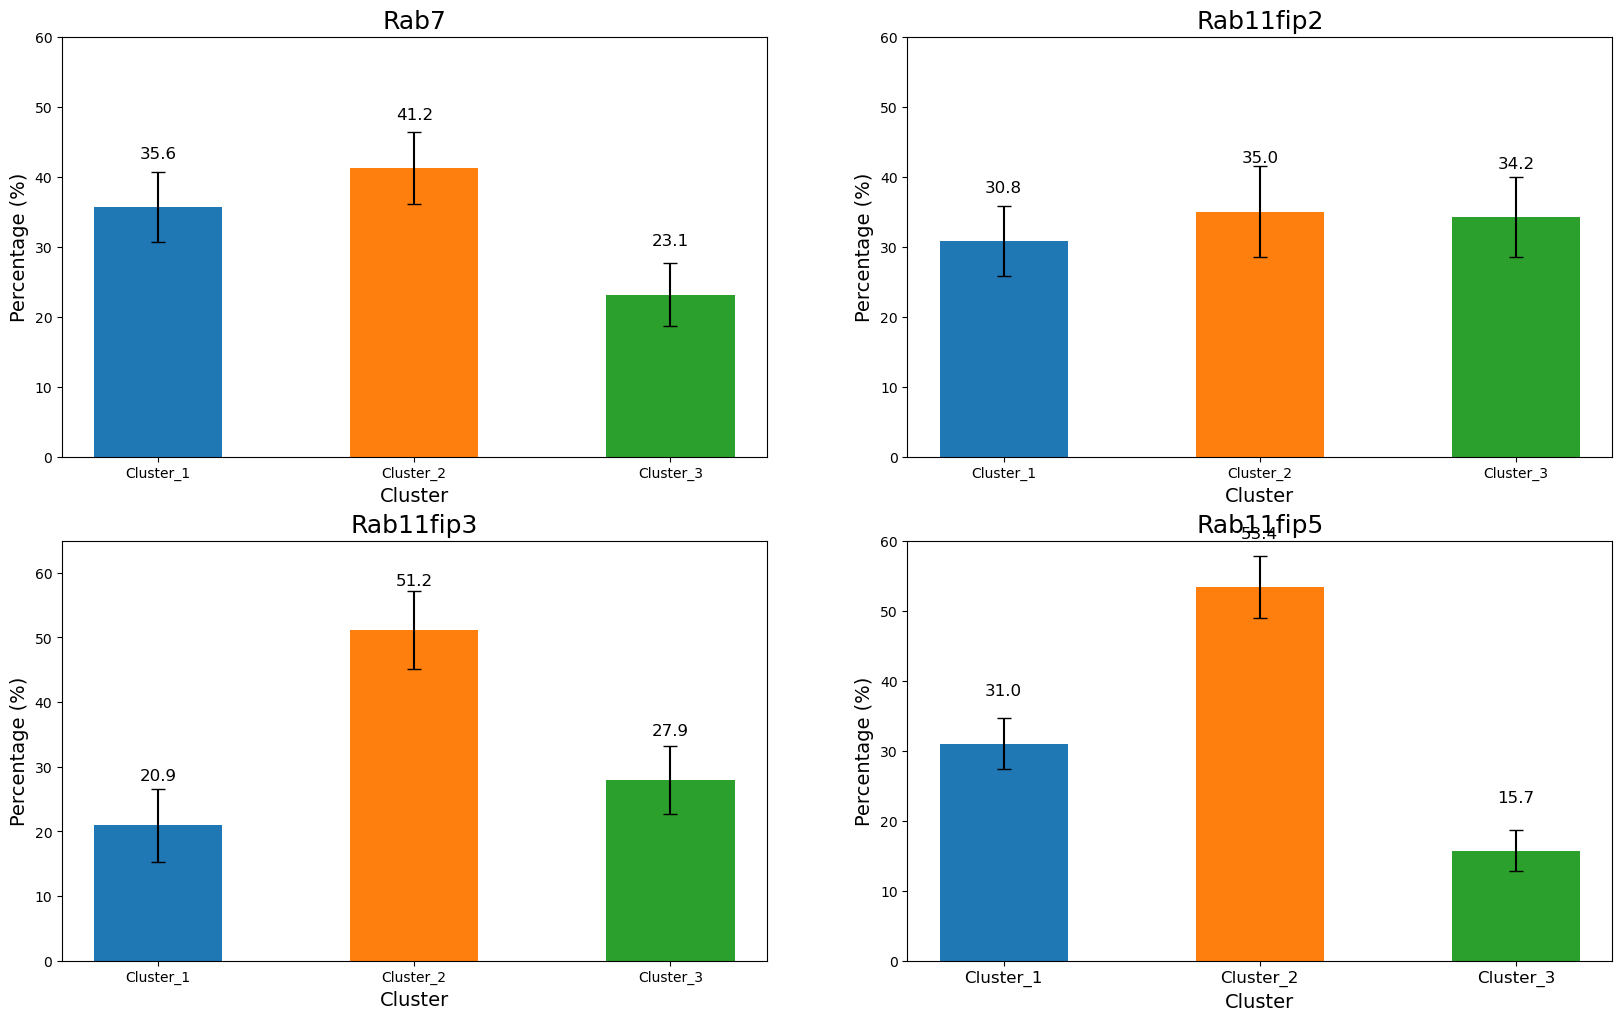 Rab7
Percentage (%)
60
50
40
30
20
10
0
35.6
41.2
23.1
Cluster_1 Cluster_2 Cluster_3
Cluster
Rab11fip2
Percentage (%)
60
50
40
30
20
10
0
30.8
35.0
34.2
Cluster_1 Cluster_2 Cluster_3
Cluster
Rab11fip3
Percentage (%)
60
50
40
30
20
10
0
20.9
51.2
27.9
Cluster_1 Cluster_2 Cluster_3
Cluster
Rab11fip5
Percentage (%)
60
50
40
30
20
10
0
31.0
53.4
15.7
Cluster_1 Cluster_2 Cluster_3
Cluster